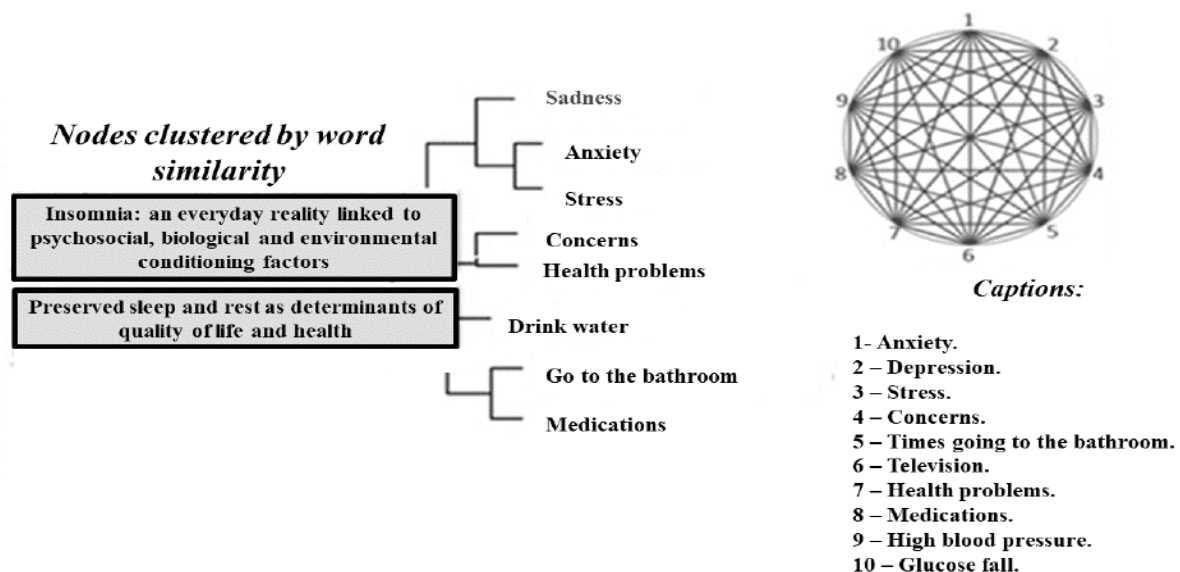 Nodes clustered by word
similarity
Insomnia: an everyday reality linked to
psychosocial, biological and environmental
conditioning factors
Preserved sleep and rest as determinants of
quality of life and health
Sadness
Anxiety
Stress
Concerns
Health problems
Drink water
Go to the bathroom
Medications
1
2
3
4
5
6
7
8
9
10
Captions:
1- Anxiety.
2 – Depression.
3 – Stress.
4 – Concerns.
5 – Times going to the bathroom.
6 – Television.
7 – Health problems.
8 – Medications.
9 – High blood pressure.
10 – Glucose fall.